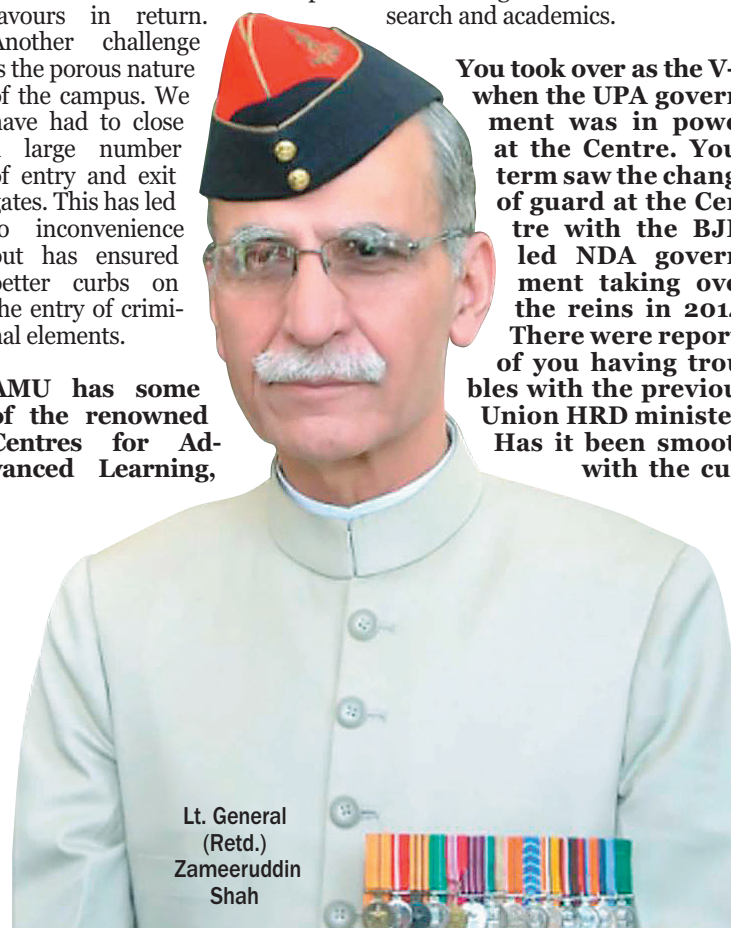 avours in return.
Another challenge
s the porous nature
of the campus. We
have had to close
large number
of entry and exit
gates. This has led
to inconvenience
but has ensured
better curbs on
the entry of crimi-
nal elements.
AMU has some
of the renowned
Centres for Ad-
vanced Learning,
search and academics.
You took over as the V-
when the UPA govern
ment was in powe
at the Centre. You
term saw the chang
of guard at the Cen
tre with the BJP
led NDA govern
ment taking ove
the reins in 201
There were report
of you having trou
bles with the previou
Union HRD ministe
Has it been smoot
with the cu
Lt. General
(Retd.)
Zameeruddin
Shah